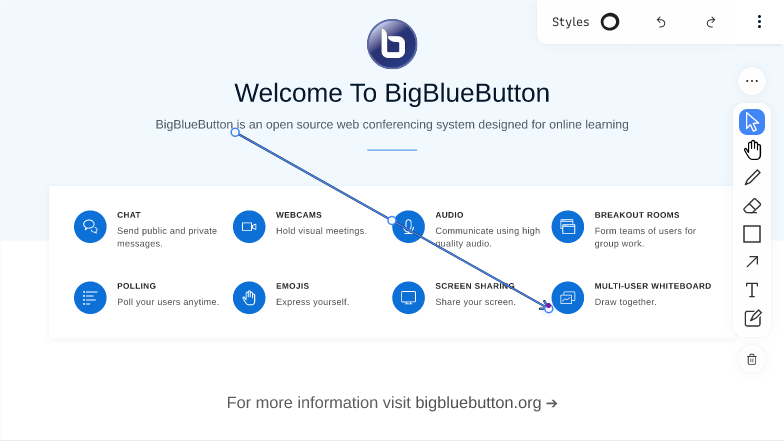 Styles
Welcome To BigBlueButton
BigBlueButton is an open source web conferencing system designed for online learning
CHAT
Send public and private
messages.
WEBCAMS
Hold visual meetings.
AUDIO
Communicate using high
quality audio.
BREAKOUT ROOMS
Form teams of users for
group work.
POLLING
Poll your users anytime.
EMOJIS
Express yourself.
SCREEN SHARING
Share your screen.
MULTI-USER WHITEBOARD
Draw together.
For more information visit bigbluebutton.org →